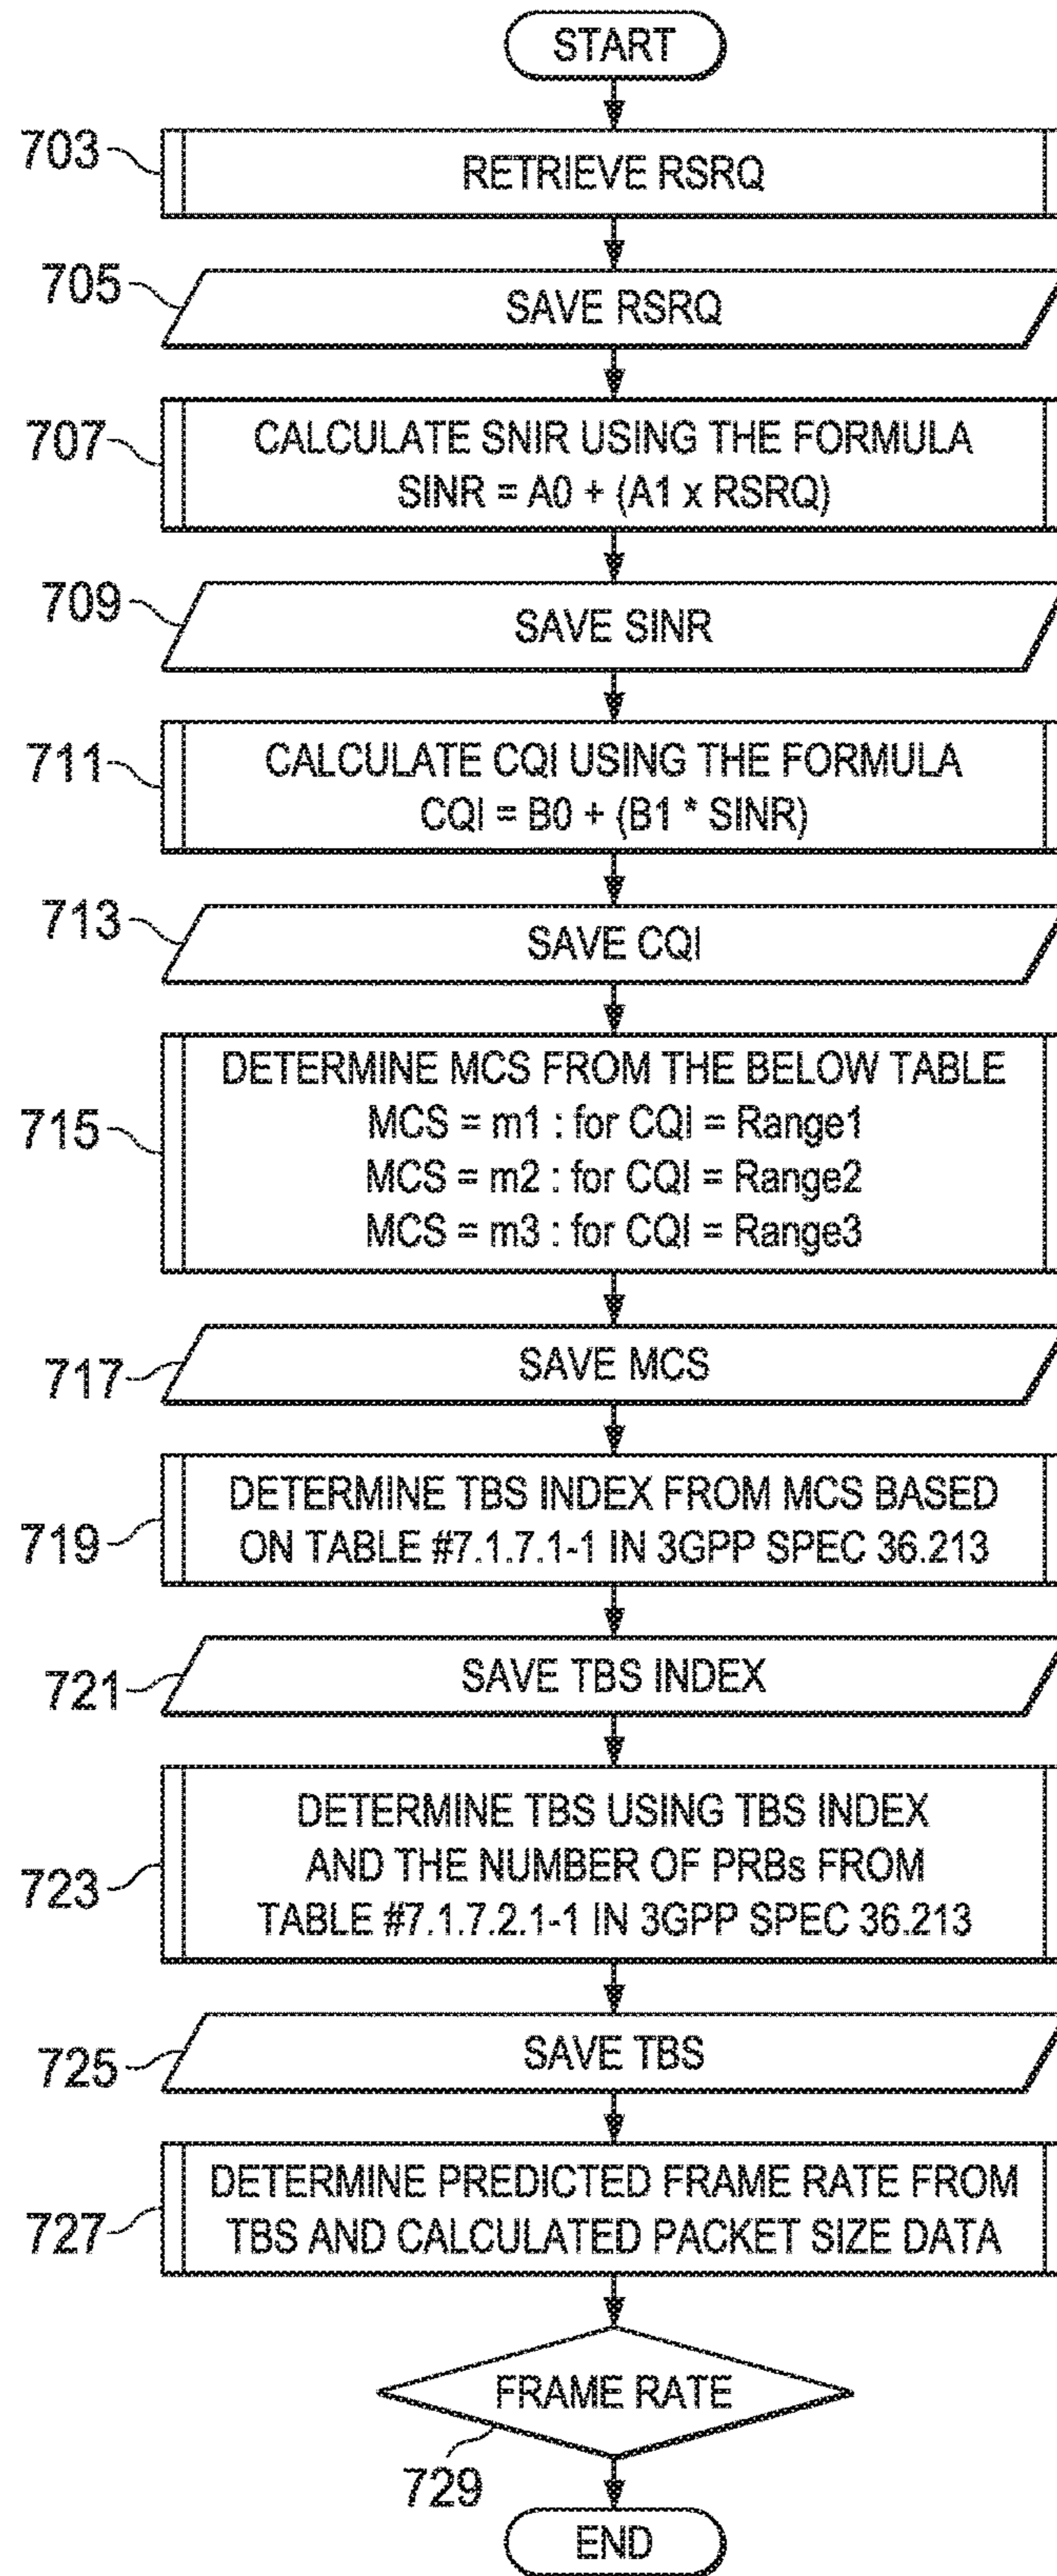 START
703
RETRIEVE RSRQ
705
SAVE RSRQ
707
CALCULATE SNIR USING THE FORMULA
SINR = A0 + (A1 x RSRQ)
709
SAVE SINR
711
CALCULATE CQI USING THE FORMULA
CQI = B0 + (B1 * SINR)
713
SAVE CQI
715
DETERMINE MCS FROM THE BELOW TABLE
MCS = m1 : for CQI = Range1
MCS = m2 : for CQI = Range2
MCS = m3 : for CQI = Range3
717
SAVE MCS
719
DETERMINE TBS INDEX FROM MCS BASED
ON TABLE #7.1.7.1-1 IN 3GPP SPEC 36.213
721
SAVE TBS INDEX
723
DETERMINE TBS USING TBS INDEX
AND THE NUMBER OF PRBs FROM
TABLE #7.1.7.2.1-1 IN 3GPP SPEC 36.213
725
SAVE TBS
727
DETERMINE PREDICTED FRAME RATE FROM
TBS AND CALCULATED PACKET SIZE DATA
FRAME RATE
729
END